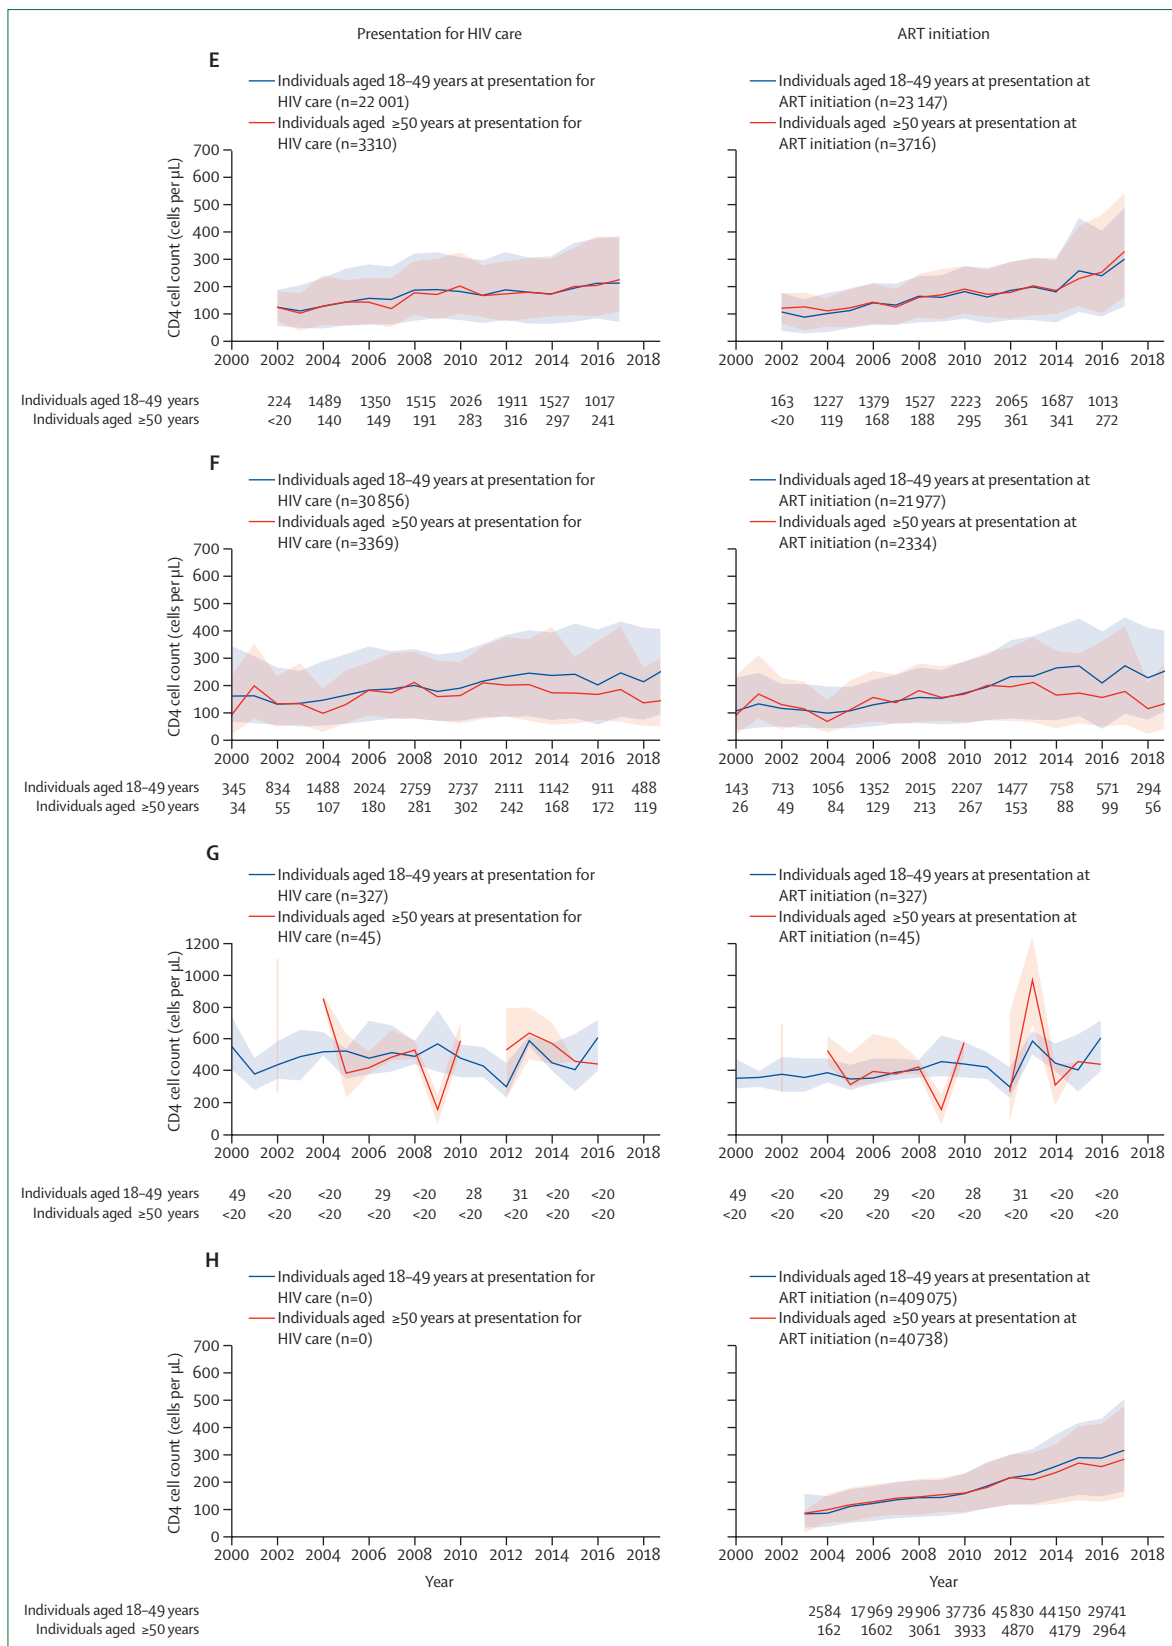 Presentation for HIV care
ART initiation
E
Individuals aged 18–49 years at presentation for
HIV care (n=22 001)
Individuals aged ≥50 years at presentation for
HIV care (n=3310)
Individuals aged 18–49 years at presentation at
ART initiation (n=23 147)
Individuals aged ≥50 years at presentation at
ART initiation (n=3716)
CD4 cell count (cells per µL)
700
600
500
400
300
200
100
0
2000 2002 2004 2006 2008 2010 2012 2014 2016 2018
2000 2002 2004 2006 2008 2010 2012 2014 2016 2018
Individuals aged 18–49 years 224 1489 1350 1515 2026 1911 1527 1017 163 1227 1379 1527 2223 2065 1687 1013
Individuals aged ≥50 years <20 140 149 191 283 316 297 241 <20 119 168 188 295 361 341 272
F
Individuals aged 18–49 years at presentation for
HIV care (n=30 856)
Individuals aged ≥50 years at presentation for
HIV care (n=3369)
Individuals aged 18–49 years at presentation at
ART initiation (n=21 977)
Individuals aged ≥50 years at presentation at
ART initiation (n=2334)
CD4 cell count (cells per µL)
700
600
500
400
300
200
100
0
2000 2002 2004 2006 2008 2010 2012 2014 2016 2018
2000 2002 2004 2006 2008 2010 2012 2014 2016 2018
Individuals aged 18–49 years 345 834 1488 2024 2759 2737 2111 1142 911 488 143 713 1056 1352 2015 2207 1477 758 571 294
Individuals aged ≥50 years 34 55 107 180 281 302 242 168 172 119 26 49 84 129 213 267 153 88 99 56
G
Individuals aged 18–49 years at presentation for
HIV care (n=327)
Individuals aged ≥50 years at presentation for
HIV care (n=45)
Individuals aged 18–49 years at presentation at
ART initiation (n=327)
Individuals aged ≥50 years at presentation at
ART initiation (n=45)
CD4 cell count (cells per µL)
1200
1000
800
600
400
200
0
2000 2002 2004 2006 2008 2010 2012 2014 2016 2018
2000 2002 2004 2006 2008 2010 2012 2014 2016 2018
Individuals aged 18–49 years 49 <20 <20 29 <20 28 31 <20 <20 49 <20 <20 29 <20 28 31 <20 <20
Individuals aged ≥50 years <20 <20 <20 <20 <20 <20 <20 <20 <20 <20 <20 <20 <20 <20 <20 <20 <20 <20
H
Individuals aged 18–49 years at presentation for
HIV care (n=0)
Individuals aged ≥50 years at presentation for
HIV care (n=0)
Individuals aged 18–49 years at presentation at
ART initiation (n=409 075)
Individuals aged ≥50 years at presentation at
ART initiation (n=40 738)
CD4 cell count (cells per µL)
700
600
500
400
300
200
100
0
2000 2002 2004 2006 2008 2010 2012 2014 2016 2018
2000 2002 2004 2006 2008 2010 2012 2014 2016 2018
Year
Year
Individuals aged 18–49 years 2584 17 969 29 906 37 736 45 830 44 150 29 741
Individuals aged ≥50 years 162 1602 3061 3933 4870 4179 2964